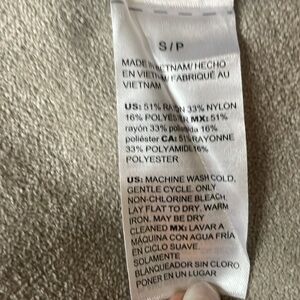 S/P
MADE IN VIETNAM/ HECHO
EN VIETNAM/ FABRIQUÉ AU
VIETNAM
US: 51% RAYON 33% NYLON
16% POLYESTER MX: 51%
rayón 33% poliamida 16%
poliéster CA: 51% RAYONNE
33% POLYAMIDE16%
POLYESTER
US: MACHINE WASH COLD,
GENTLE CYCLE. ONLY
NON-CHLORINE BLEACH.
LAY FLAT TO DRY. WARM
IRON. MAY BE DRY
CLEANED MX: LAVAR A
MÁQUINA CON AGUA FRÍA
EN CICLO SUAVE.
SOLAMENTE
BLANQUEADOR SIN CLORO
PONER EN UN LUGAR